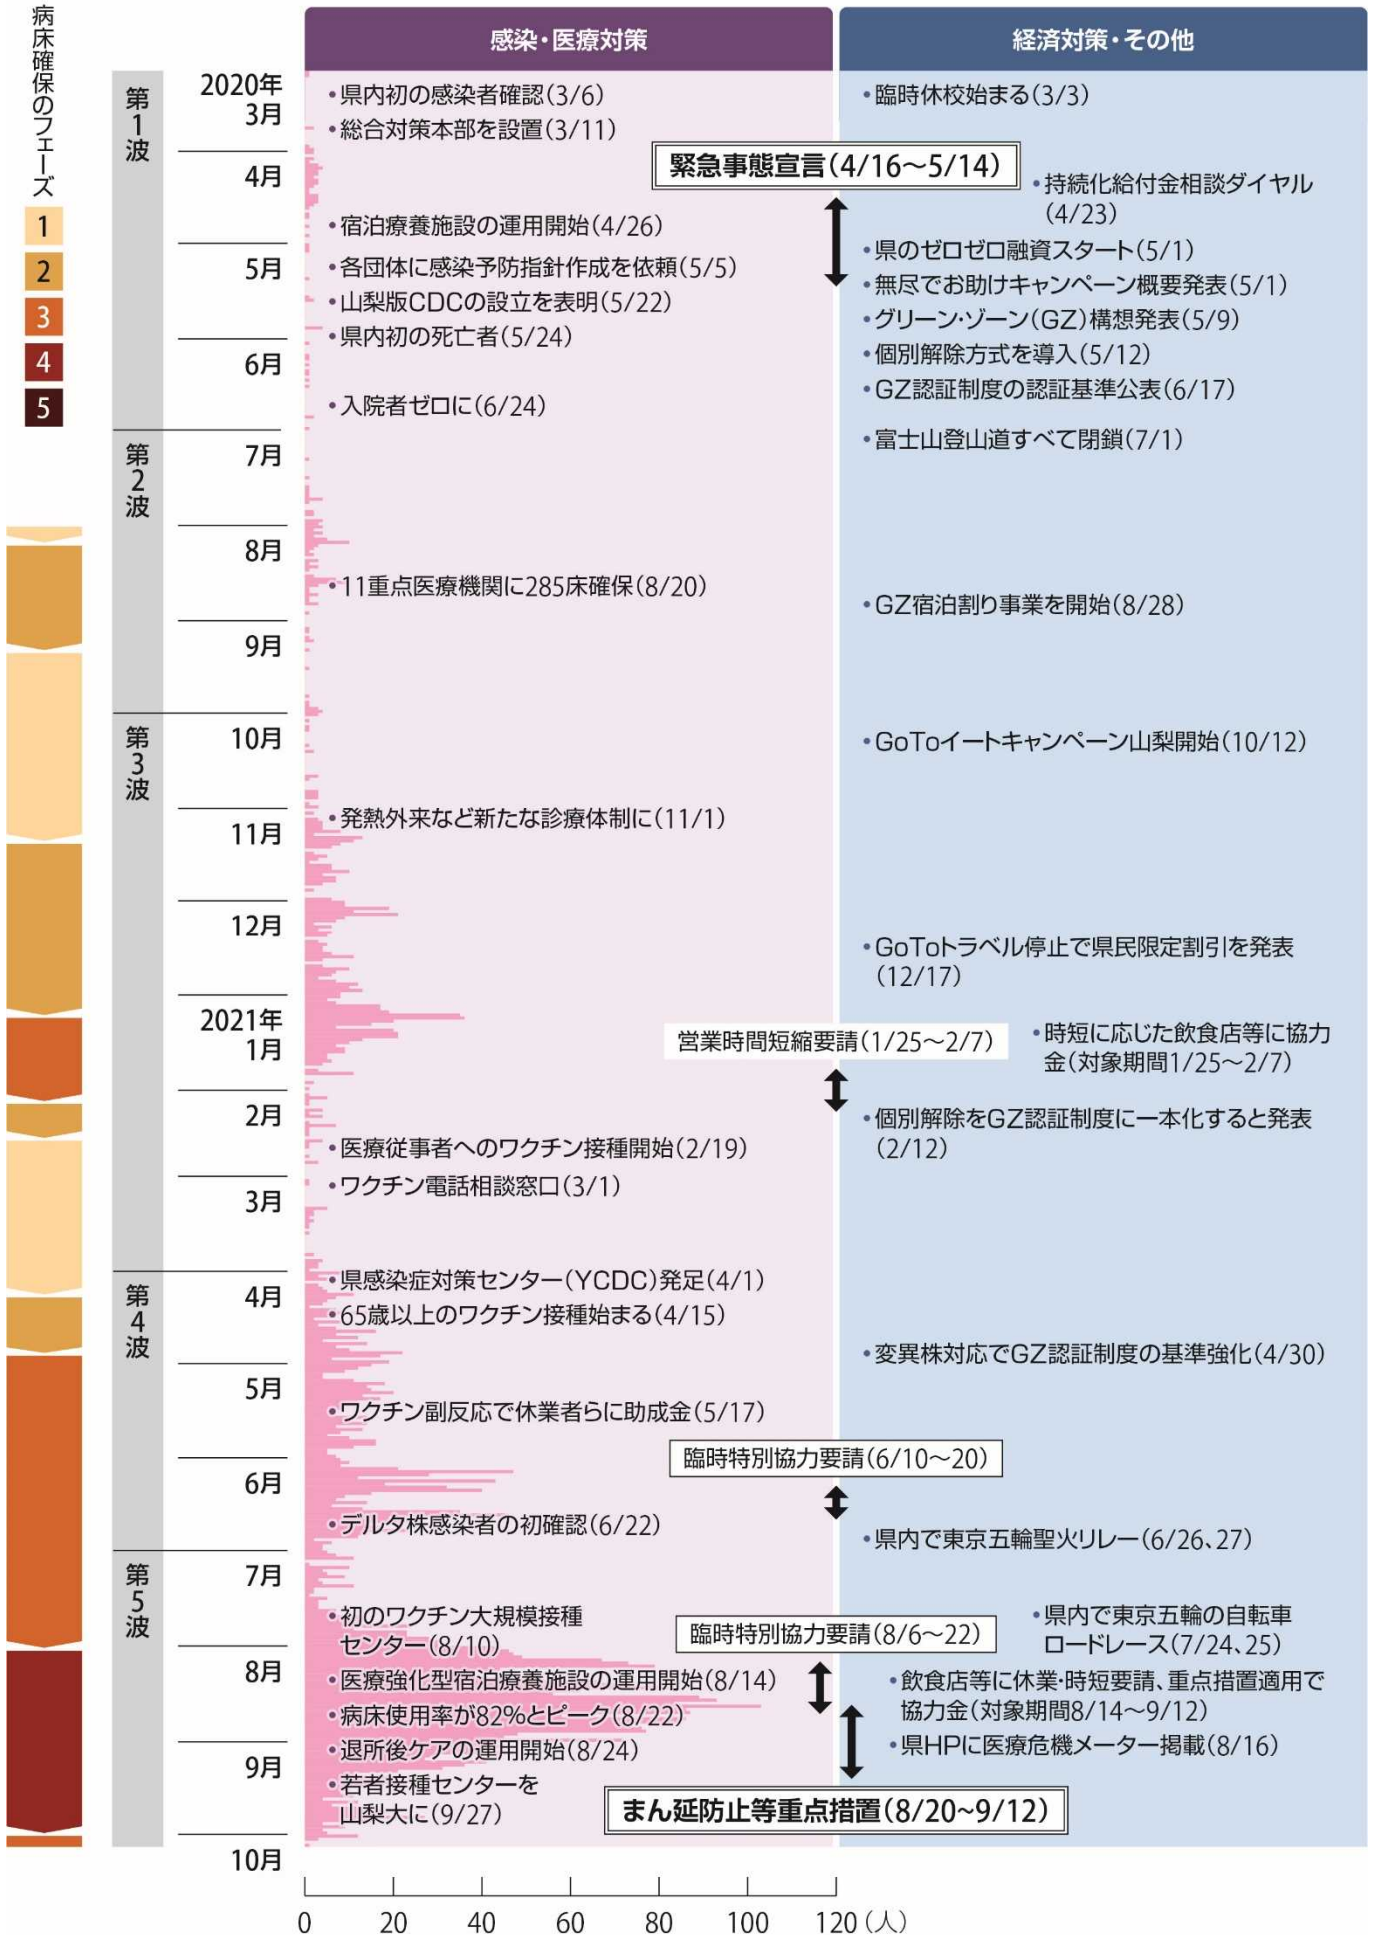 病床確保のフェーズ
1
2
3
4
5
感染・医療対策
経済対策・その他
第1波
第2波
第3波
第4波
第5波
2020年
3月
4月
5月
6月
7月
8月
9月
10月
11月
12月
2021年
1月
2月
3月
4月
5月
6月
7月
8月
9月
10月
・県内初の感染者確認(3/6)
・総合対策本部を設置(3/11)
・宿泊療養施設の運用開始(4/26)
・各団体に感染予防指針作成を依頼(5/5)
・山梨版CDCの設立を表明(5/22)
・県内初の死亡者(5/24)
・入院者ゼロに(6/24)
・11重点医療機関に285床確保(8/20)
・発熱外来など新たな診療体制に(11/1)
・医療従事者へのワクチン接種開始(2/19)
・ワクチン電話相談窓口(3/1)
・県感染症対策センター(YCDC)発足(4/1)
・65歳以上のワクチン接種始まる(4/15)
・ワクチン副反応で休業者らに助成金(5/17)
・デルタ株感染者の初確認(6/22)
・初のワクチン大規模接種
センター(8/10)
・医療強化型宿泊療養施設の運用開始(8/14)
・病床使用率が82%とピーク(8/22)
・退所後ケアの運用開始(8/24)
・若者接種センターを
山梨大に(9/27)
緊急事態宣言(4/16〜5/14)
営業時間短縮要請(1/25〜2/7)
臨時特別協力要請(6/10〜20)
臨時特別協力要請(8/6〜22)
まん延防止等重点措置(8/20~9/12)
・臨時休校始まる(3/3)
・持続化給付金相談ダイヤル
(4/23)
・県のゼロゼロ融資スタート(5/1)
・無尽でお助けキャンペーン概要発表(5/1)
・グリーン・ゾーン(GZ)構想発表(5/9)
・個別解除方式を導入(5/12)
・GZ認証制度の認証基準公表(6/17)
・富士山登山道すべて閉鎖(7/1)
・GZ宿泊割り事業を開始(8/28)
・GoToイートキャンペーン山梨開始(10/12)
・GoToトラベル停止で県民限定割引を発表
(12/17)
・時短に応じた飲食店等に協力
金(対象期間1/25〜2/7)
・個別解除をGZ認証制度に一本化すると発表
(2/12)
・変異株対応でGZ認証制度の基準強化(4/30)
・県内で東京五輪聖火リレー(6/26、27)
・県内で東京五輪の自転車
ロードレース(7/24、25)
・飲食店等に休業・時短要請、重点措置適用で
協力金(対象期間8/14〜9/12)
・県HPに医療危機メーター掲載(8/16)
0 20 40 60 80 100 120(人)